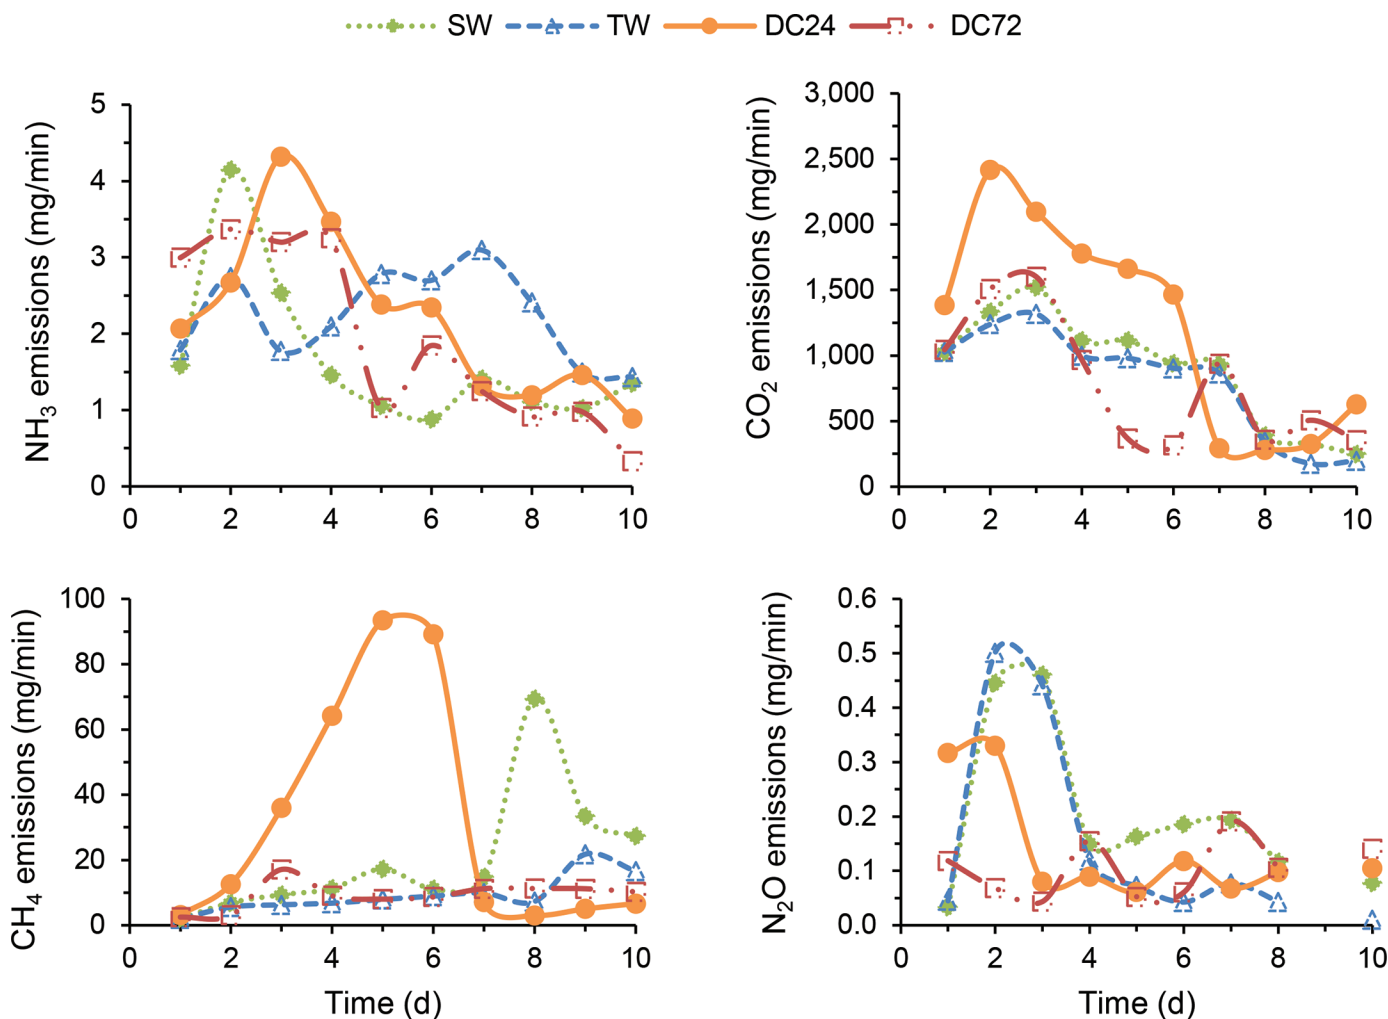 SW TW DC24 DC72
NH3 emissions (mg/min)
5
4
3
2
1
0
0 2 4 6 8 10
CO2 emissions (mg/min)
3,000
2,500
2,000
1,500
1,000
500
0
0 2 4 6 8 10
CH4 emissions (mg/min)
100
80
60
40
20
0
0 2 4 6 8 10
Time (d)
N2O emissions (mg/min)
0.6
0.5
0.4
0.3
0.2
0.1
0.0
0 2 4 6 8 10
Time (d)